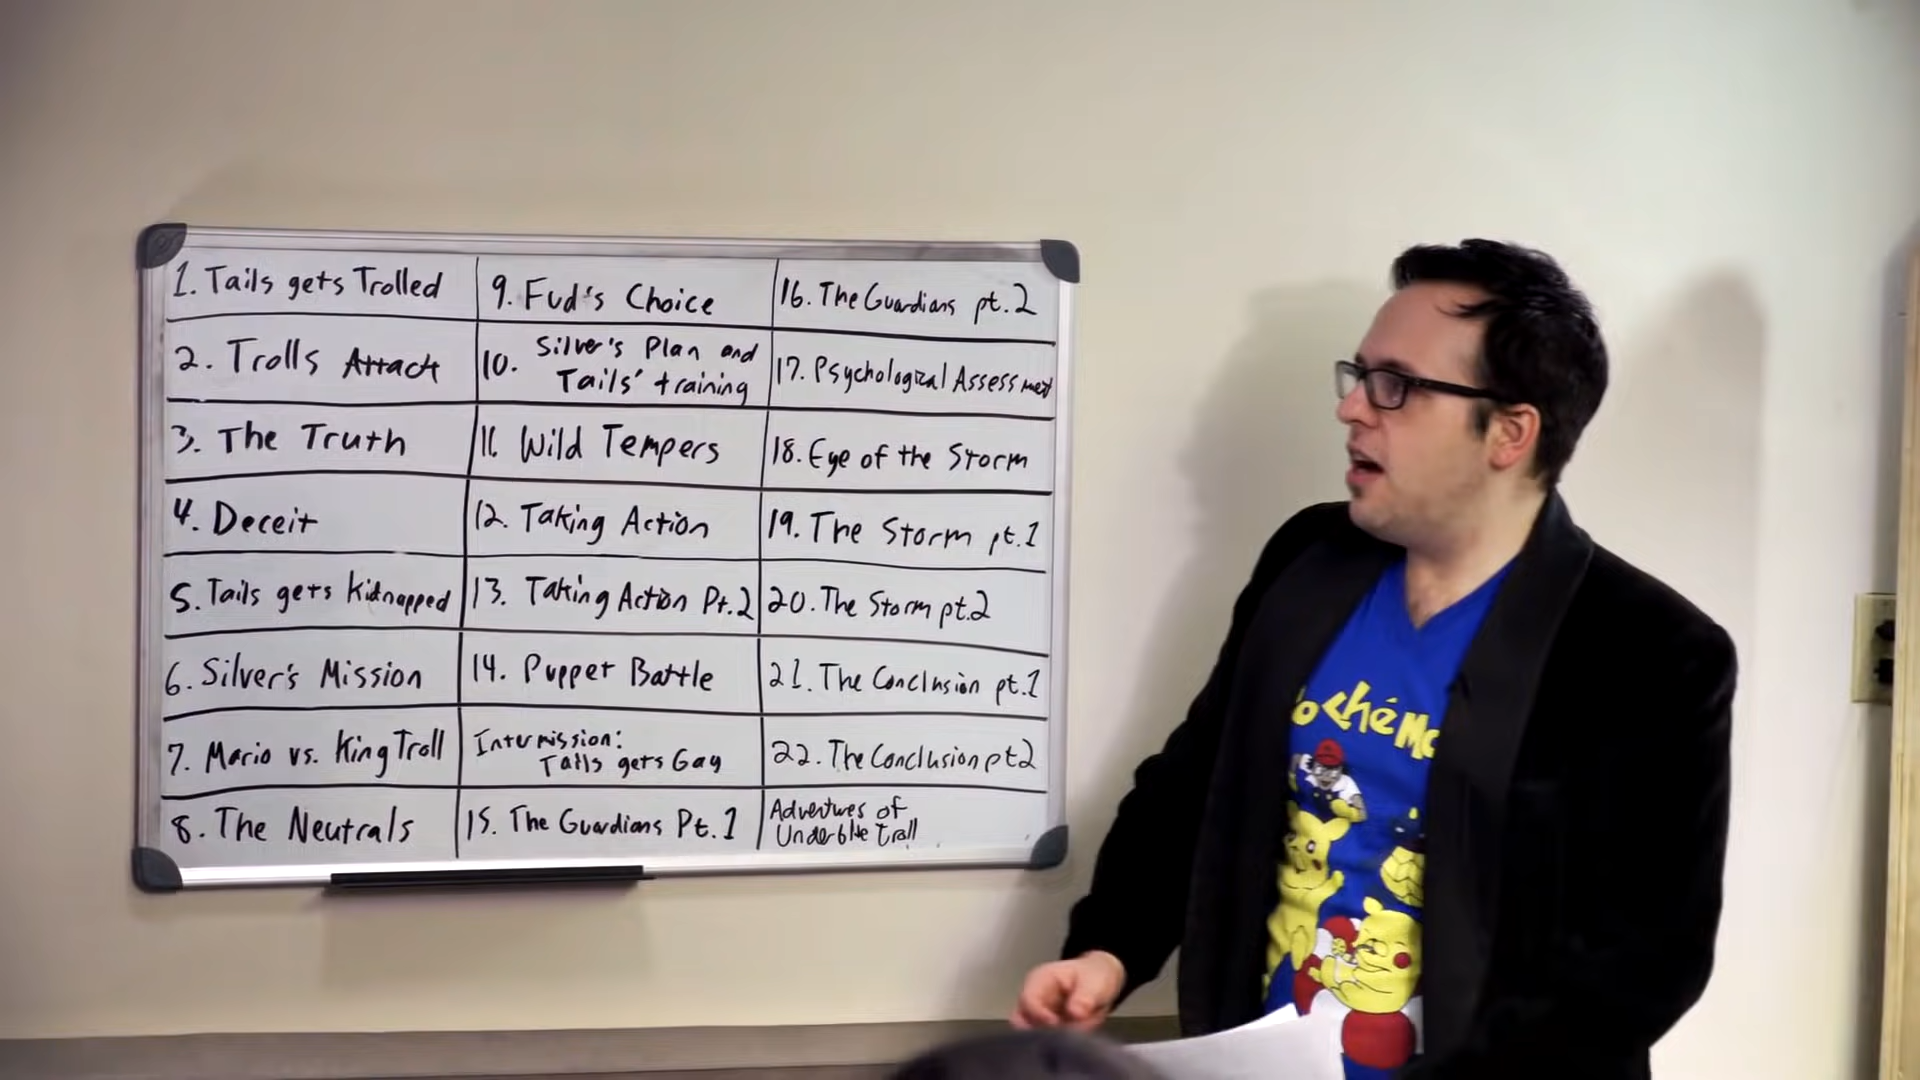 1. Tails gets Trolled
2. Trolls Attack
3. The Truth
4. Deceit
5. Tails gets Kidnapped
6. Silver's Mission
7. Mario vs. King Troll
8. The Neutrals
9. Fud's Choice
10. Silver's Plan and
Tails' training
11. Wild Tempers
12. Taking Action
13. Taking Action Pt.2
14. Puppet Battle
Intermission:
Tails gets Gay
15. The Guardians Pt. 1
16. The Guardians pt. 2
17. Psychological Assessment
18. Eye of the Storm
19. The Storm pt.1
20. The Storm pt.2
21. The Conclusion pt.1
22. The Conclusion pt2
Adventures of
Troll